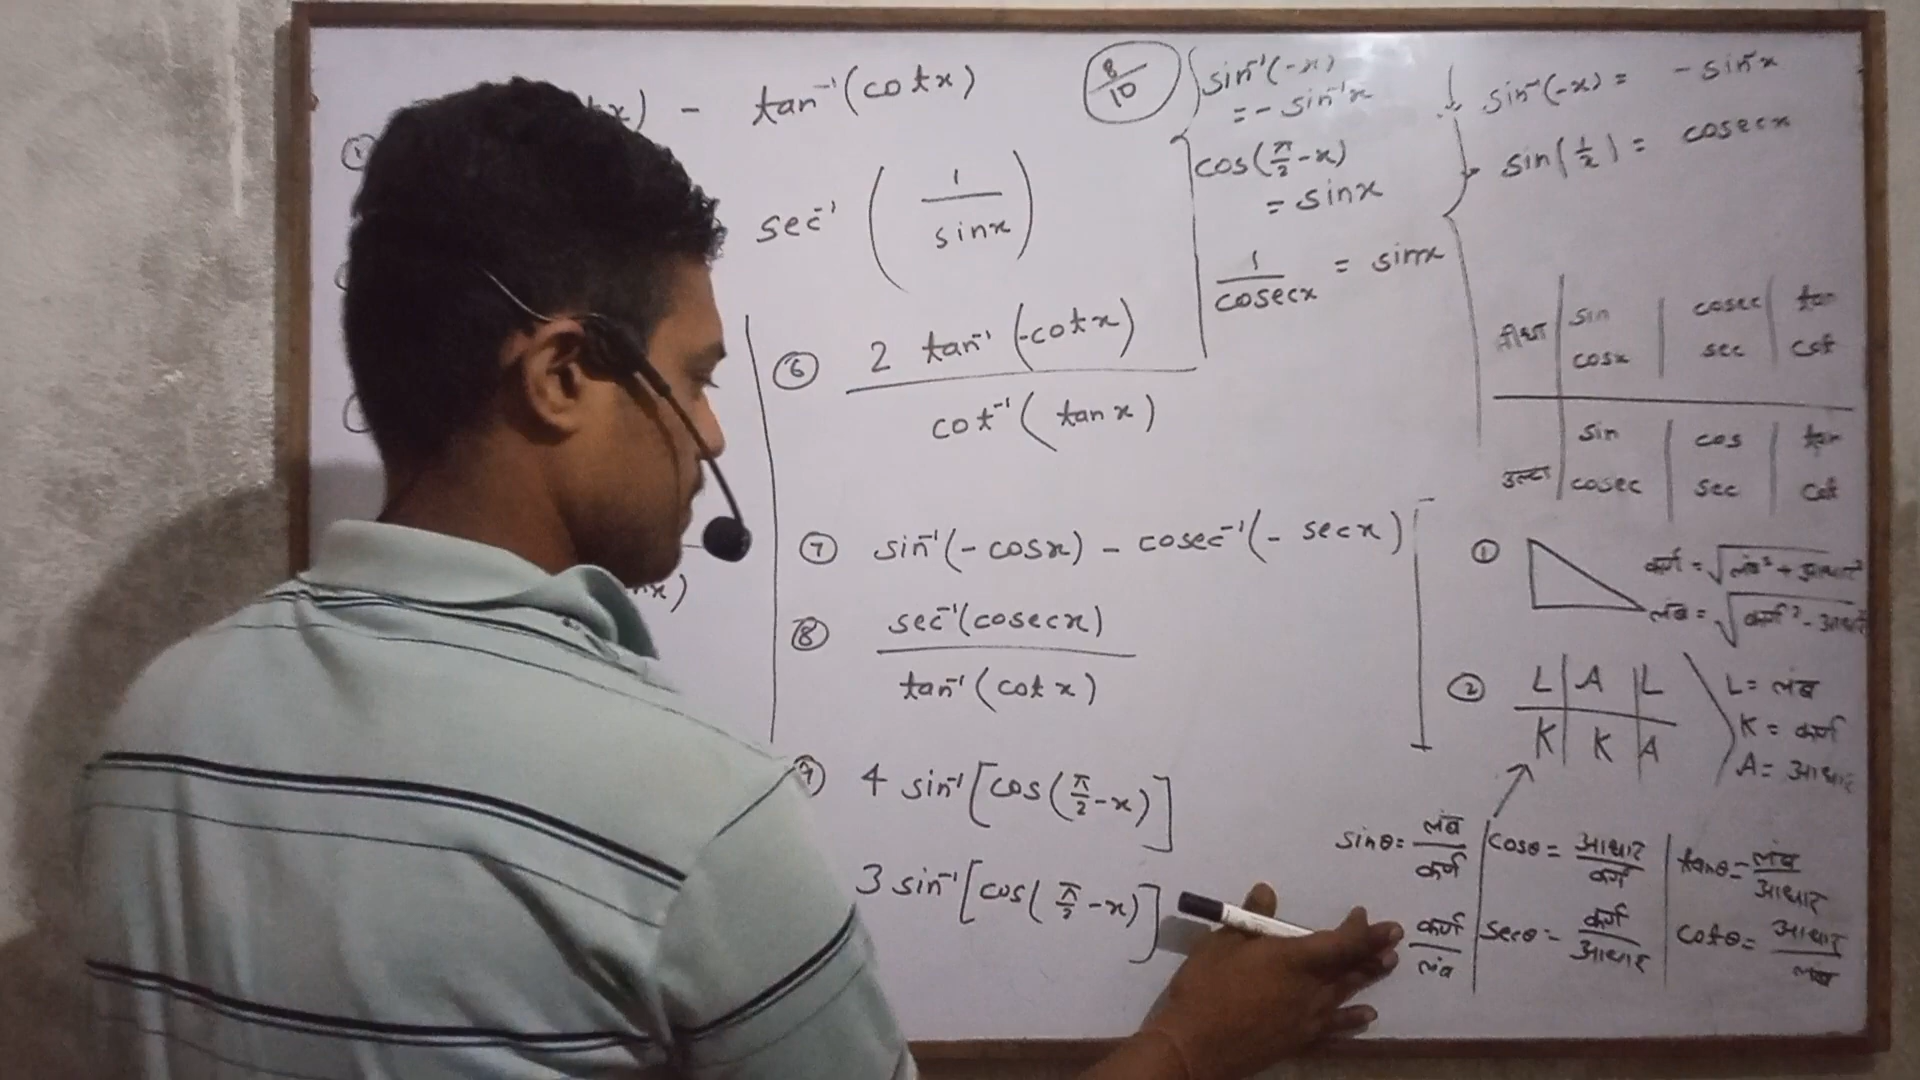 x) - tan⁻¹(cotx)
sec⁻¹ (1/sinx)
⑥ 2 tan⁻¹(-cotx) / cot⁻¹(tanx)
⑦ sin⁻¹(-cosx) - cosec⁻¹(-secx)
⑧ sec⁻¹(cosecx) / tan⁻¹(cotx)
⑨ 4 sin⁻¹[cos(π/2-x)]
3 sin⁻¹[cos(π/2-x)]
8/10
sin⁻¹(-x)
= - sin⁻¹x
cos(π/2-x)
= sinx
1/cosecx = sinx
sin⁻¹(-x) = - sin⁻¹x
sin(1/x) = cosecx
sin | cosec | tan
cosx | sec | cot
उल्टा
sin | cos | tan
cosec | sec | cot
① कर्ण = √लंब² + आधार²
लंब = √कर्ण² - आधार²
② L | A | L
K | K | A
L = लंब
K = कर्ण
A = आधार
sinθ = लंब/कर्ण | cosθ = आधार/कर्ण | tanθ = लंब/आधार
कर्ण/लंब | secθ = कर्ण/आधार | cotθ = आधार/लंब